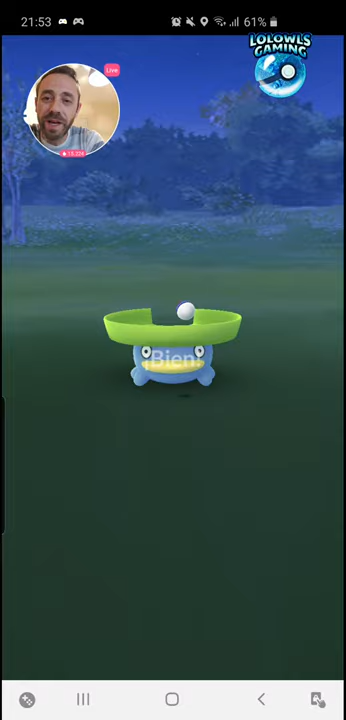 21:53
61%
LOLOWLS
GAMING
Live
¡Bien!